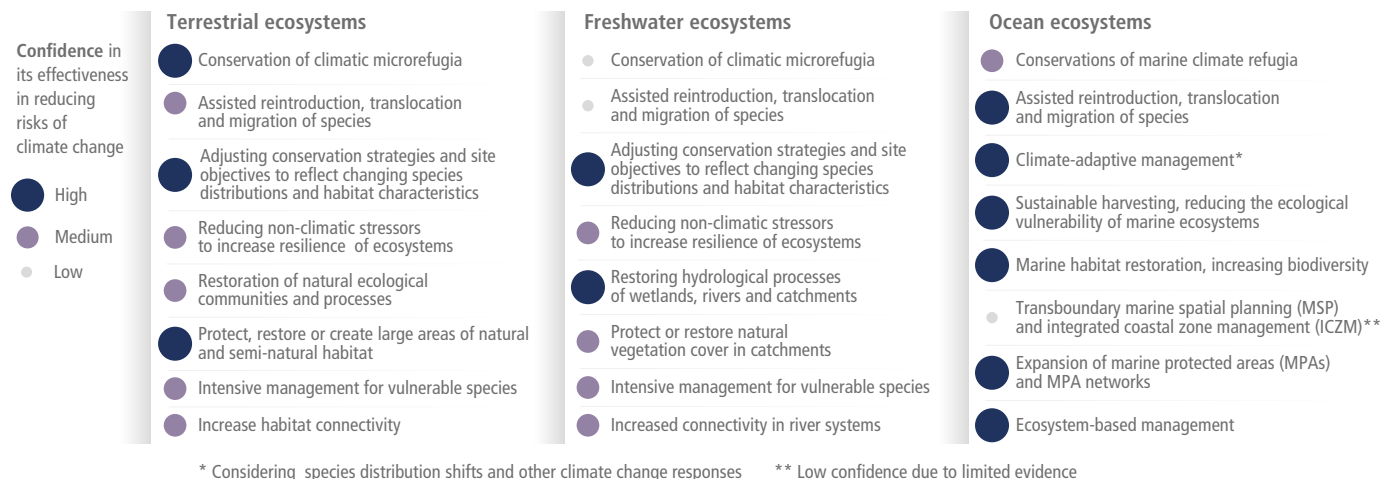 Confidence in
its effectiveness
in reducing
risks of
climate change
High
Medium
Low
Terrestrial ecosystems
Conservation of climatic microrefugia
Assisted reintroduction, translocation
and migration of species
Adjusting conservation strategies and site
objectives to reflect changing species
distributions and habitat characteristics
Reducing non-climatic stressors
to increase resilience of ecosystems
Restoration of natural ecological
communities and processes
Protect, restore or create large areas of natural
and semi-natural habitat
Intensive management for vulnerable species
Increase habitat connectivity
Freshwater ecosystems
Conservation of climatic microrefugia
Assisted reintroduction, translocation
and migration of species
Adjusting conservation strategies and site
objectives to reflect changing species
distributions and habitat characteristics
Reducing non-climatic stressors
to increase resilience of ecosystems
Restoring hydrological processes
of wetlands, rivers and catchments
Protect or restore natural
vegetation cover in catchments
Intensive management for vulnerable species
Increased connectivity in river systems
Ocean ecosystems
Conservations of marine climate refugia
Assisted reintroduction, translocation
and migration of species
Climate-adaptive management*
Sustainable harvesting, reducing the ecological
vulnerability of marine ecosystems
Marine habitat restoration, increasing biodiversity
Transboundary marine spatial planning (MSP)
and integrated coastal zone management (ICZM)**
Expansion of marine protected areas (MPAs)
and MPA networks
Ecosystem-based management
* Considering species distribution shifts and other climate change responses ** Low confidence due to limited evidence